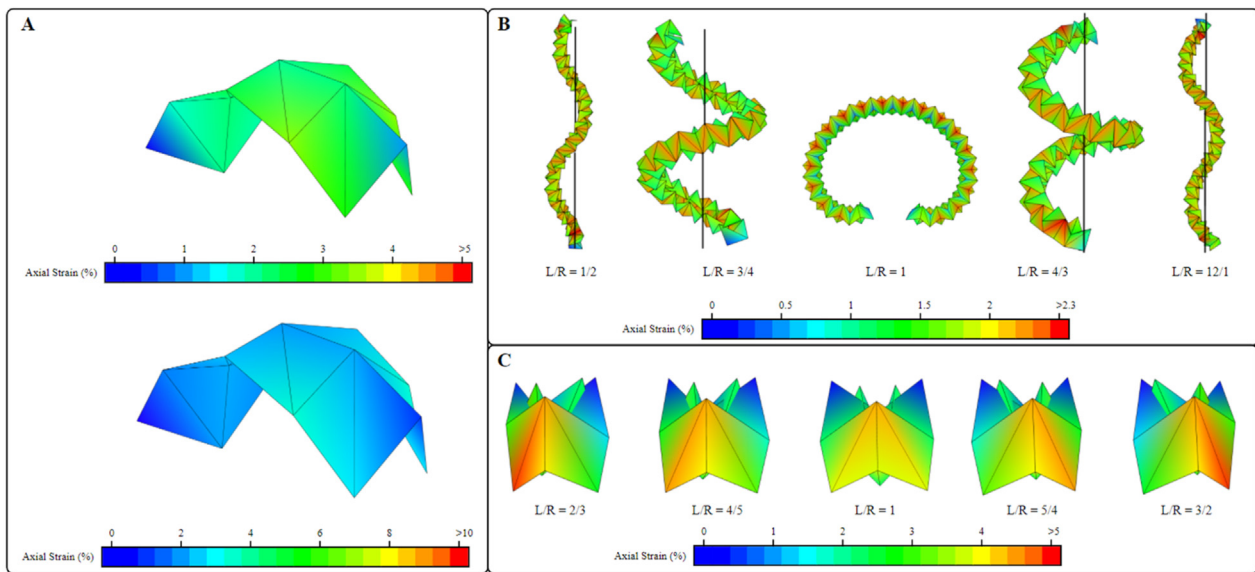 A
0 1 2 3 4 >5
Axial Strain (%)
0 2 4 6 8 >10
Axial Strain (%)
B
L/R = 1/2 L/R = 3/4 L/R = 1 L/R = 4/3 L/R = 12/1
0 0.5 1 1.5 2 >2.3
Axial Strain (%)
C
L/R = 2/3 L/R = 4/5 L/R = 1 L/R = 5/4 L/R = 3/2
0 1 2 3 4 >5
Axial Strain (%)